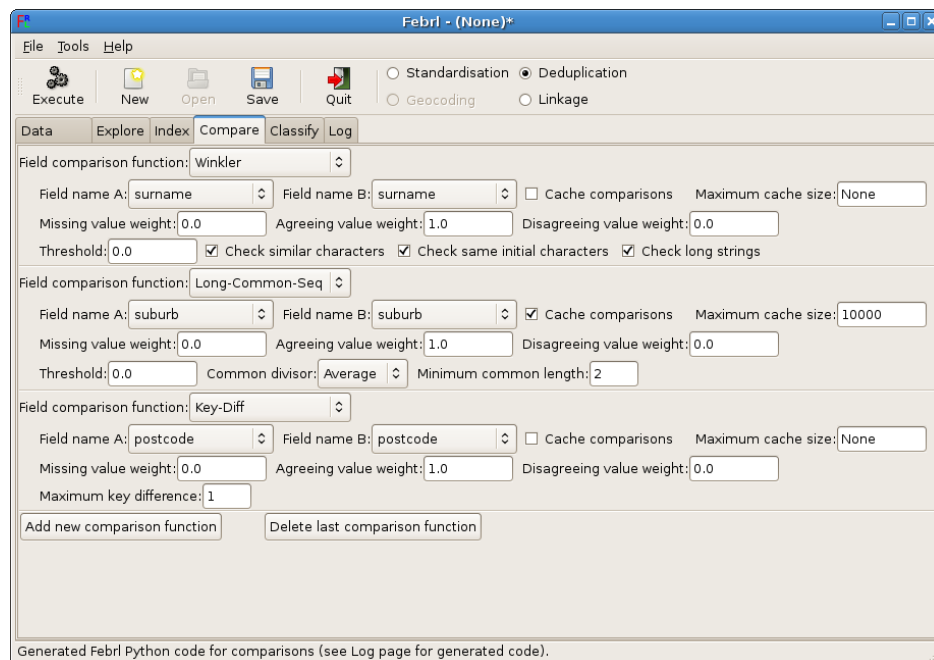 Febrl - (None)*
File Tools Help
Execute New Open Save Quit
Standardisation Deduplication
Geocoding Linkage
Data Explore Index Compare Classify Log
Field comparison function: Winkler
Field name A: surname Field name B: surname Cache comparisons Maximum cache size: None
Missing value weight: 0.0 Agreeing value weight: 1.0 Disagreeing value weight: 0.0
Threshold: 0.0 Check similar characters Check same initial characters Check long strings
Field comparison function: Long-Common-Seq
Field name A: suburb Field name B: suburb Cache comparisons Maximum cache size: 10000
Missing value weight: 0.0 Agreeing value weight: 1.0 Disagreeing value weight: 0.0
Threshold: 0.0 Common divisor: Average Minimum common length: 2
Field comparison function: Key-Diff
Field name A: postcode Field name B: postcode Cache comparisons Maximum cache size: None
Missing value weight: 0.0 Agreeing value weight: 1.0 Disagreeing value weight: 0.0
Maximum key difference: 1
Add new comparison function Delete last comparison function
Generated Febrl Python code for comparisons (see Log page for generated code).